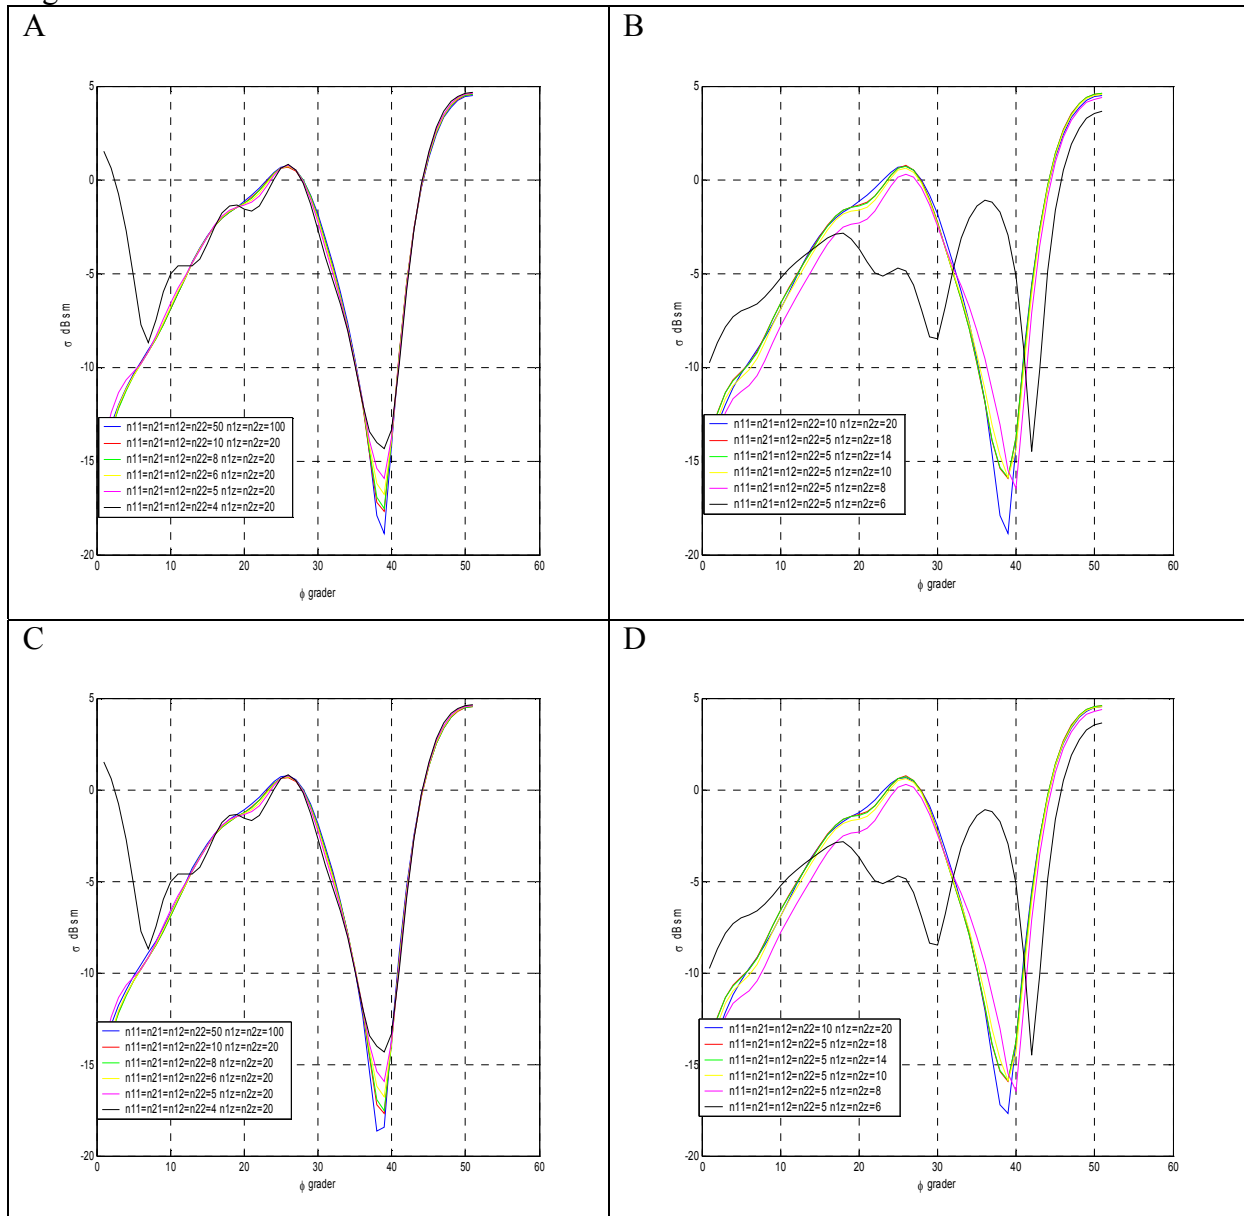 A
5
0
-5
-10
-15
-20
σ dBsm
n11=n21=n12=n22=50 n1z=n2z=100
n11=n21=n12=n22=10 n1z=n2z=20
n11=n21=n12=n22=8 n1z=n2z=20
n11=n21=n12=n22=6 n1z=n2z=20
n11=n21=n12=n22=5 n1z=n2z=20
n11=n21=n12=n22=4 n1z=n2z=20
0 10 20 30 40 50 60
φ grader
B
5
0
-5
-10
-15
-20
σ dBsm
n11=n21=n12=n22=10 n1z=n2z=20
n11=n21=n12=n22=5 n1z=n2z=18
n11=n21=n12=n22=5 n1z=n2z=14
n11=n21=n12=n22=5 n1z=n2z=10
n11=n21=n12=n22=5 n1z=n2z=8
n11=n21=n12=n22=5 n1z=n2z=6
0 10 20 30 40 50 60
φ grader
C
5
0
-5
-10
-15
-20
σ dBsm
n11=n21=n12=n22=50 n1z=n2z=100
n11=n21=n12=n22=10 n1z=n2z=20
n11=n21=n12=n22=8 n1z=n2z=20
n11=n21=n12=n22=6 n1z=n2z=20
n11=n21=n12=n22=5 n1z=n2z=20
n11=n21=n12=n22=4 n1z=n2z=20
0 10 20 30 40 50 60
φ grader
D
5
0
-5
-10
-15
-20
σ dBsm
n11=n21=n12=n22=10 n1z=n2z=20
n11=n21=n12=n22=5 n1z=n2z=18
n11=n21=n12=n22=5 n1z=n2z=14
n11=n21=n12=n22=5 n1z=n2z=10
n11=n21=n12=n22=5 n1z=n2z=8
n11=n21=n12=n22=5 n1z=n2z=6
0 10 20 30 40 50 60
φ grader